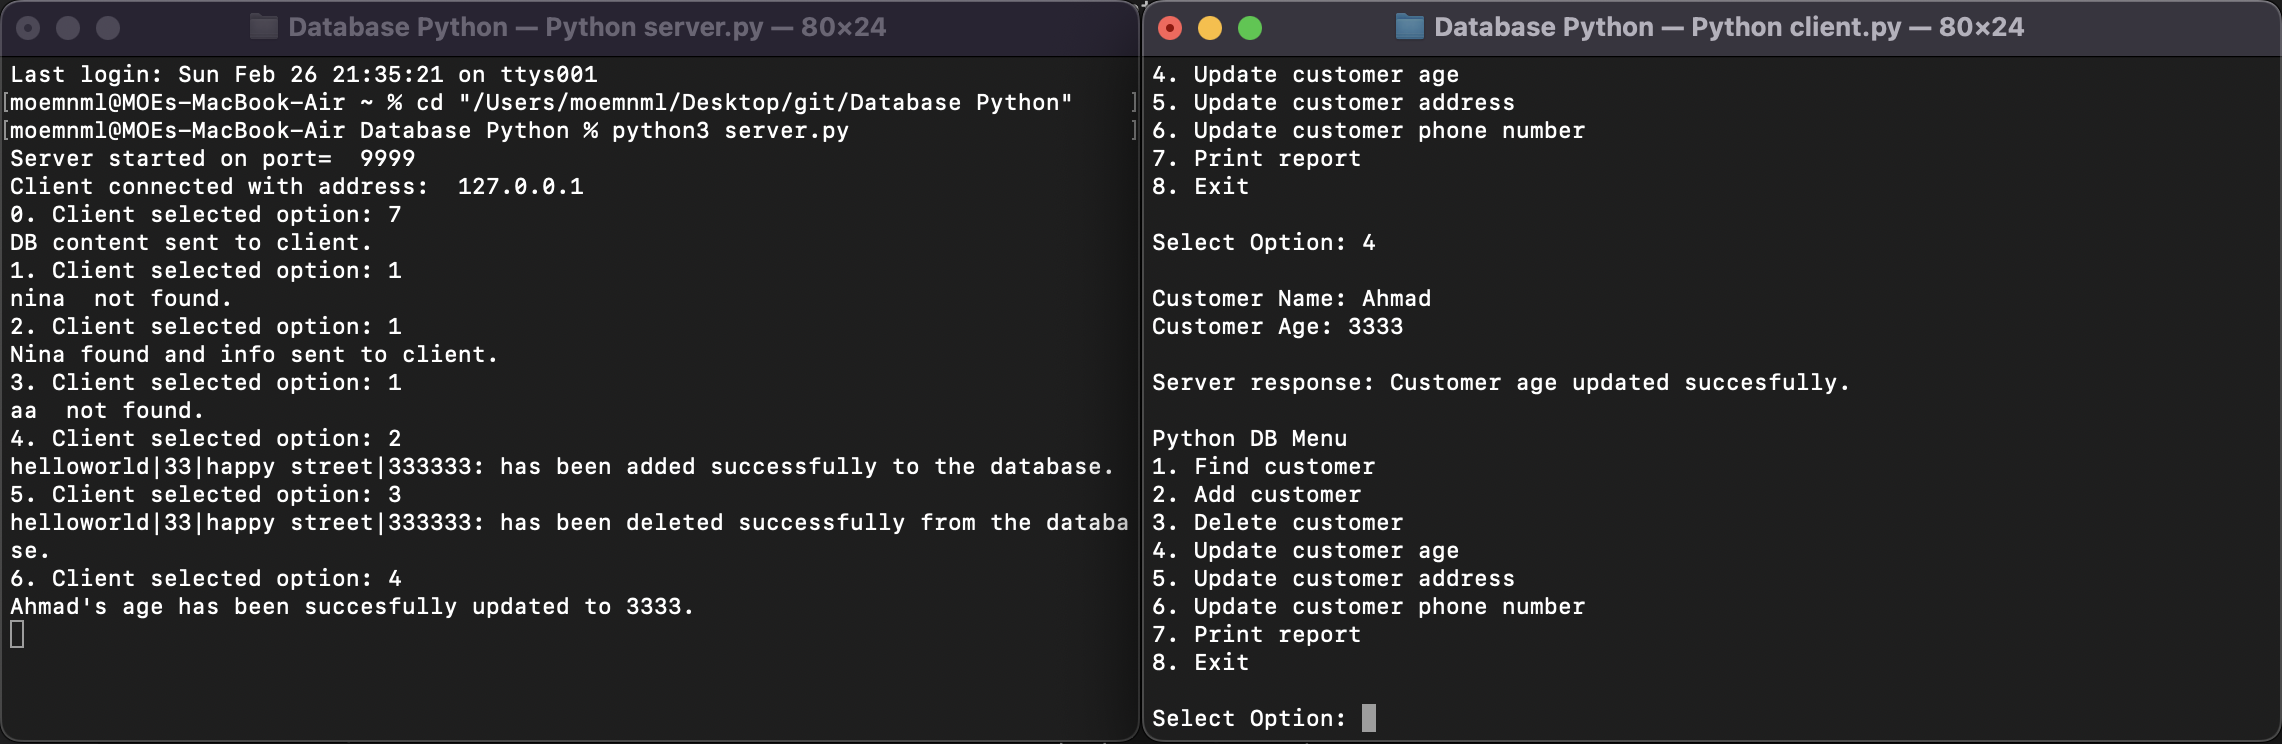 Database Python — Python server.py — 80×24
Last login: Sun Feb 26 21:35:21 on ttys001
[moemnml@MOEs-MacBook-Air ~ % cd "/Users/moemnml/Desktop/git/Database Python" ]
[moemnml@MOEs-MacBook-Air Database Python % python3 server.py ]
Server started on port=  9999
Client connected with address:  127.0.0.1
0. Client selected option: 7
DB content sent to client.
1. Client selected option: 1
nina  not found.
2. Client selected option: 1
Nina found and info sent to client.
3. Client selected option: 1
aa  not found.
4. Client selected option: 2
helloworld|33|happy street|333333: has been added successfully to the database.
5. Client selected option: 3
helloworld|33|happy street|333333: has been deleted successfully from the databa
se.
6. Client selected option: 4
Ahmad's age has been succesfully updated to 3333.
Database Python — Python client.py — 80×24
4. Update customer age
5. Update customer address
6. Update customer phone number
7. Print report
8. Exit
Select Option: 4
Customer Name: Ahmad
Customer Age: 3333
Server response: Customer age updated succesfully.
Python DB Menu
1. Find customer
2. Add customer
3. Delete customer
4. Update customer age
5. Update customer address
6. Update customer phone number
7. Print report
8. Exit
Select Option: